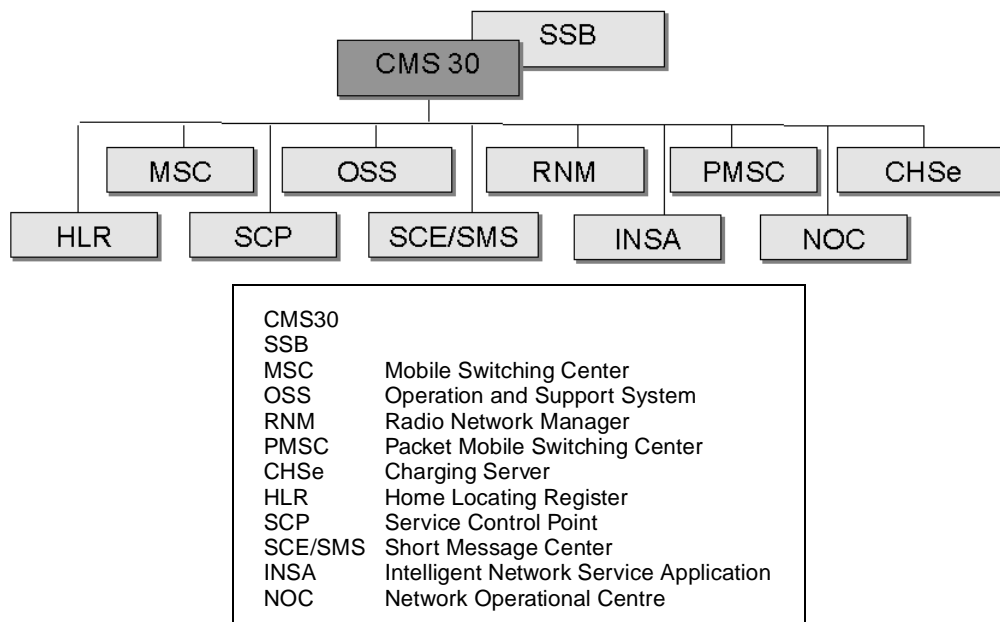 SSB
CMS 30
MSC OSS RNM PMSC CHSe
HLR SCP SCE/SMS INSA NOC
CMS30
SSB
MSC Mobile Switching Center
OSS Operation and Support System
RNM Radio Network Manager
PMSC Packet Mobile Switching Center
CHSe Charging Server
HLR Home Locating Register
SCP Service Control Point
SCE/SMS Short Message Center
INSA Intelligent Network Service Application
NOC Network Operational Centre